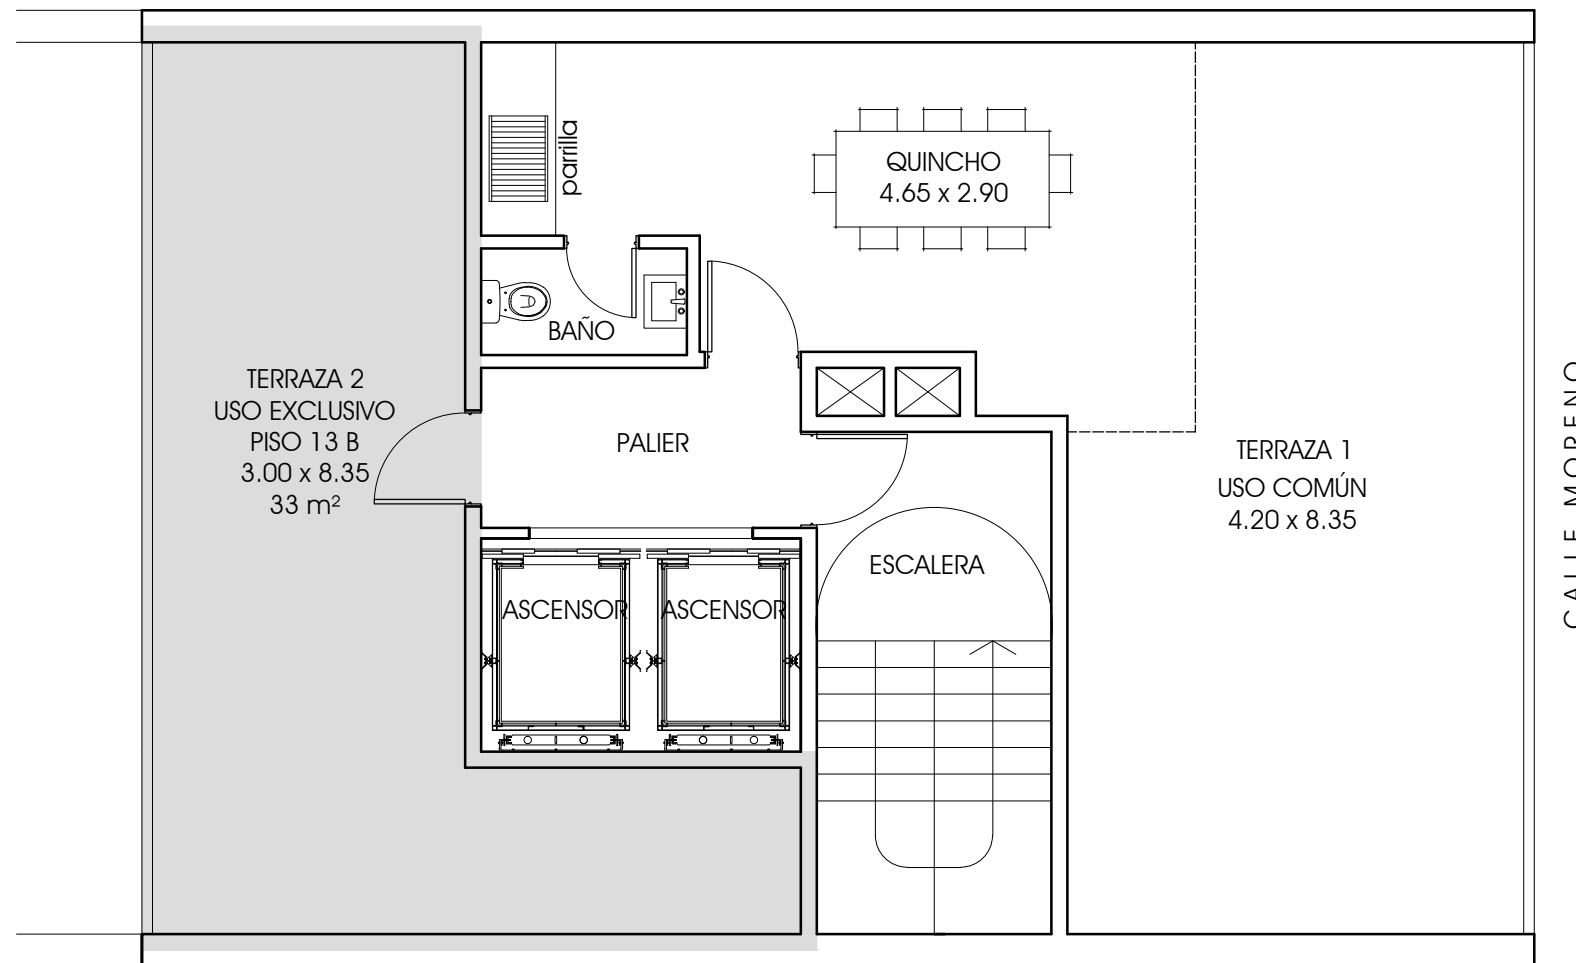 parrilla
QUINCHO
4.65 x 2.90
BAÑO
TERRAZA 2
USO EXCLUSIVO
PISO 13 B
3.00 x 8.35
33 m²
PALIER
TERRAZA 1
USO COMÚN
4.20 x 8.35
ESCALERA
ASCENSOR
ASCENSOR
CALLE MORENO